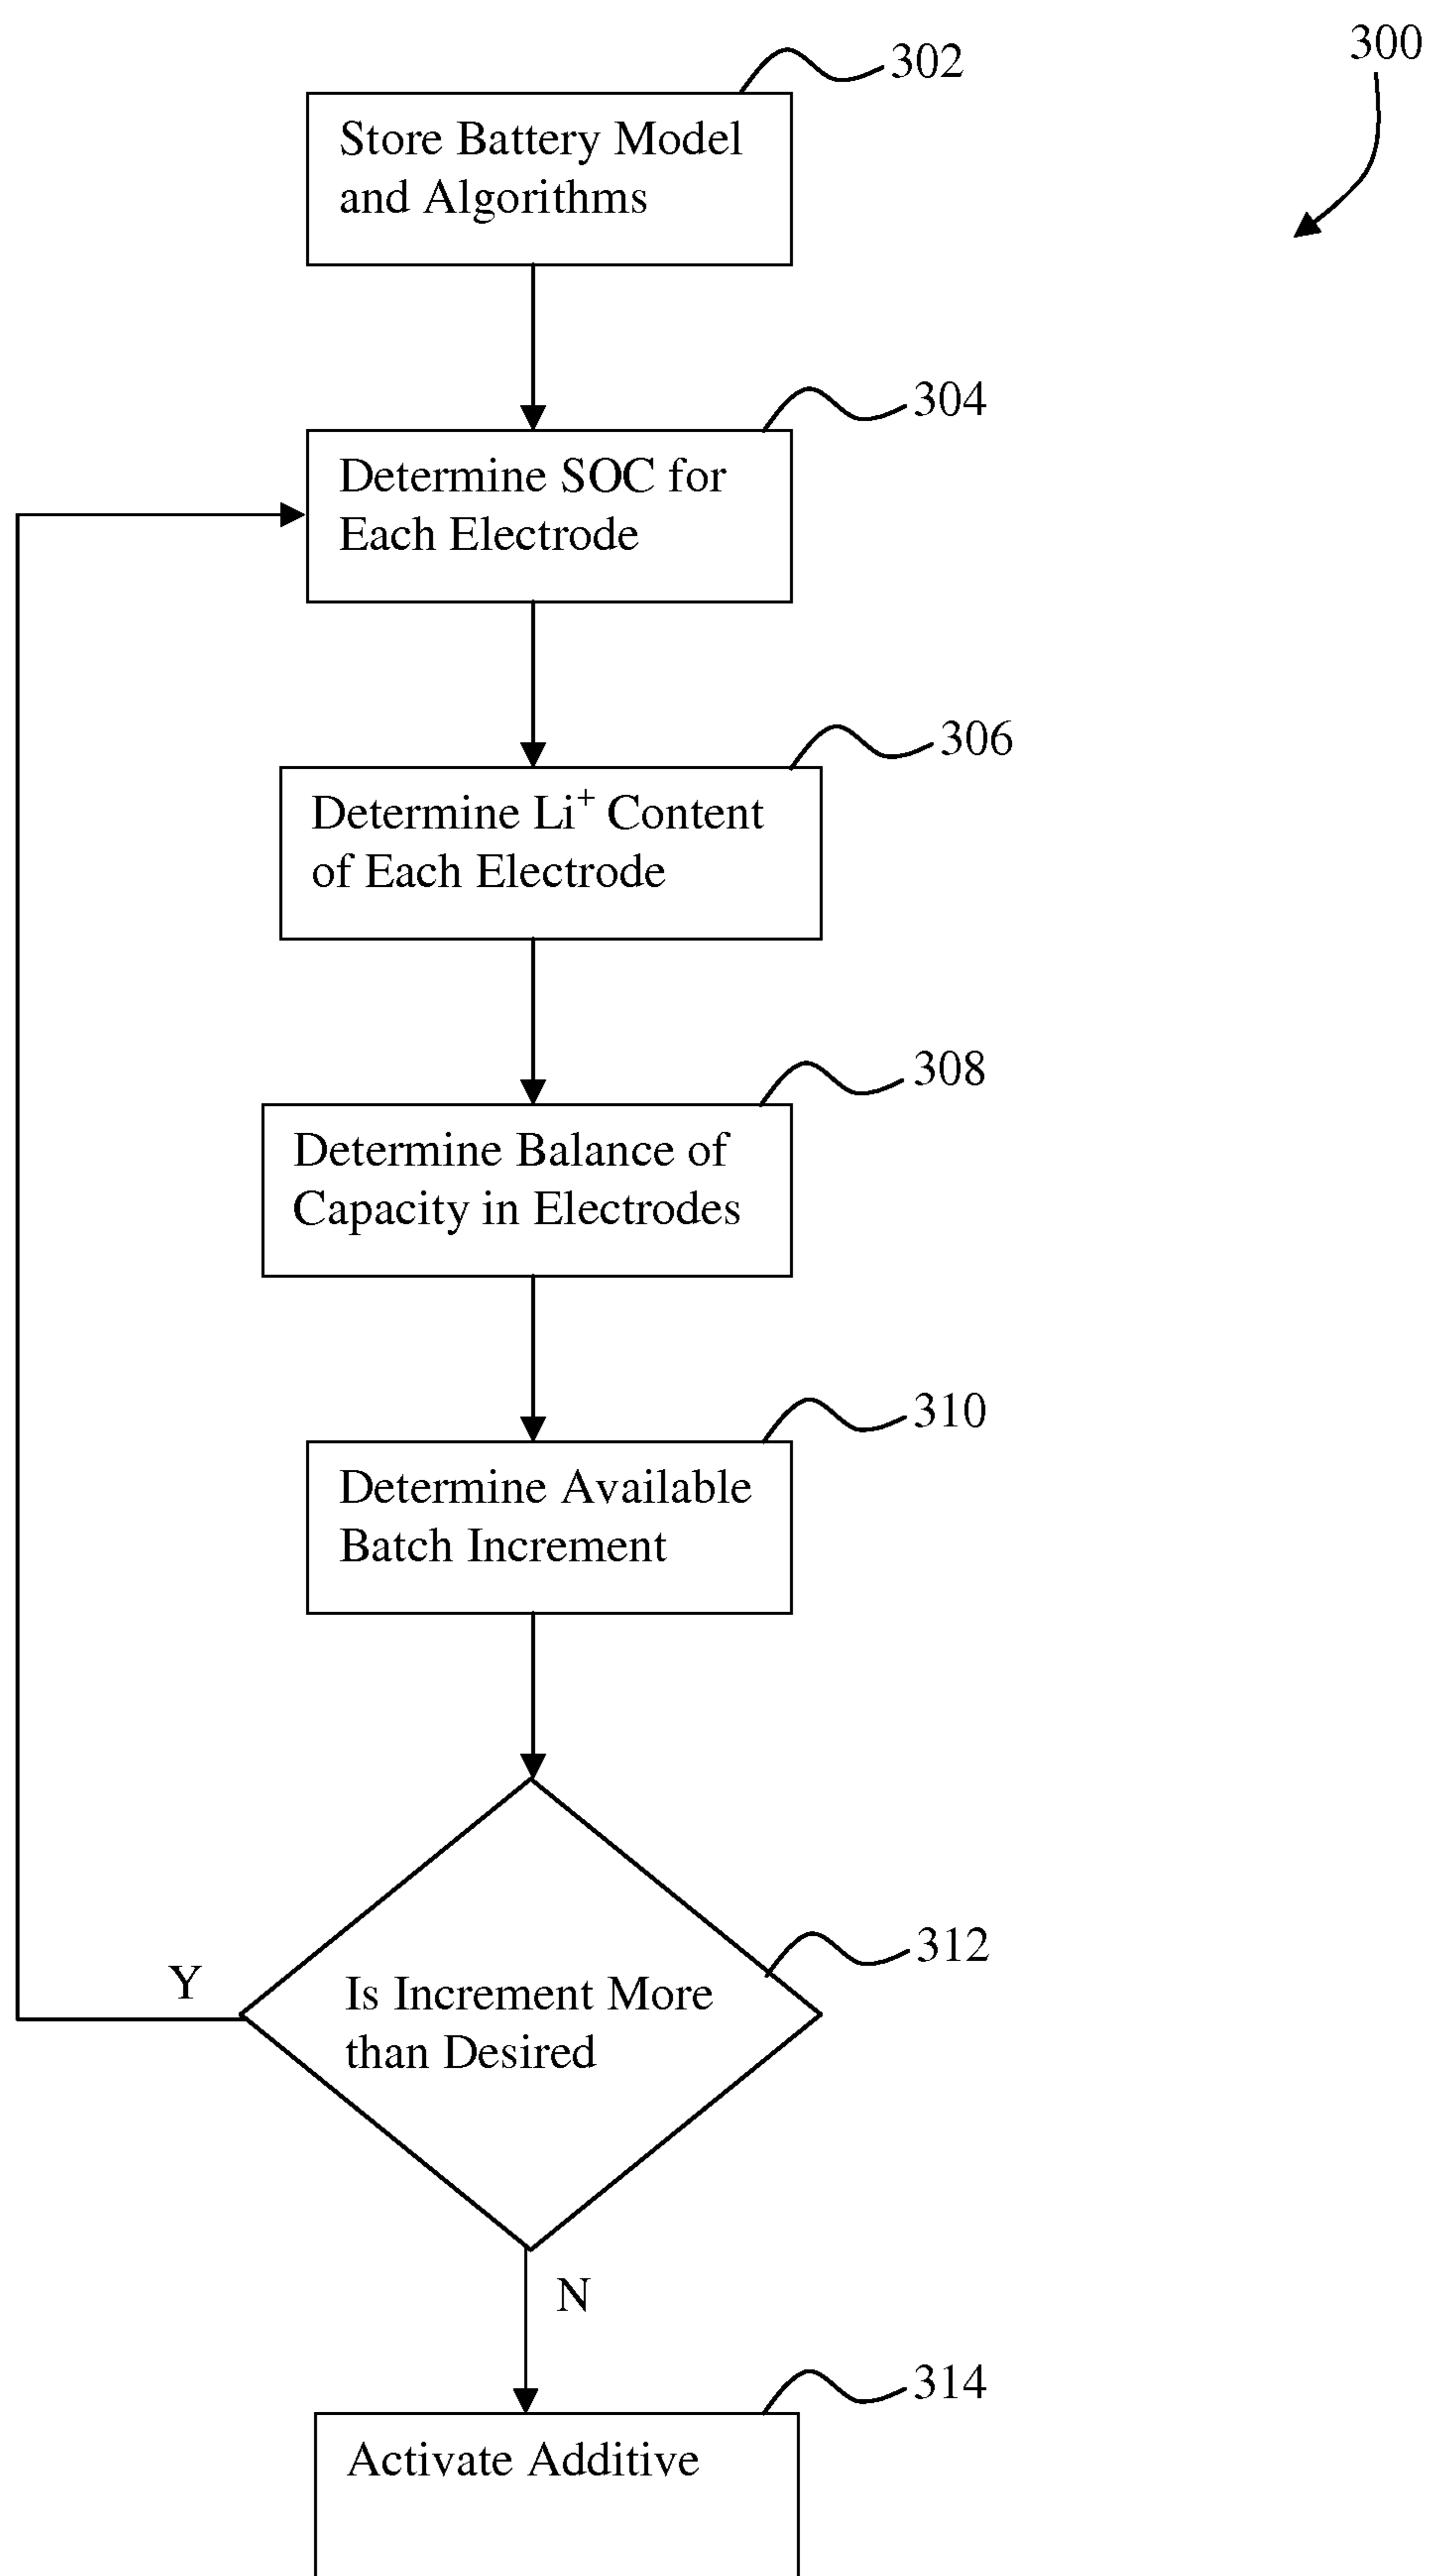 300
302
Store Battery Model
and Algorithms
304
Determine SOC for
Each Electrode
306
Determine Li⁺ Content
of Each Electrode
308
Determine Balance of
Capacity in Electrodes
310
Determine Available
Batch Increment
312
Is Increment More
than Desired
Y
N
314
Activate Additive